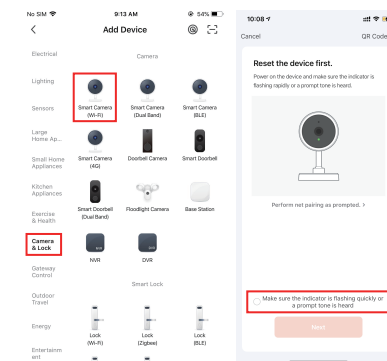 No SIM 9:13 AM 54%
Add Device
Electrical
Lighting
Sensors
Large
Home Ap...
Small Home
Appliances
Kitchen
Appliances
Exercise
& Health
Camera
& Lock
Gateway
Control
Outdoor
Travel
Energy
Entertainm
ent
Camera
Smart Camera
(Wi-Fi)
Smart Camera
(Dual Band)
Smart Camera
(BLE)
Smart Camera
(4G)
Doorbell Camera
Smart Doorbell
Smart Doorbell
(Dual Band)
Floodlight Camera
Base Station
NVR
DVR
Smart Lock
Lock
(Wi-Fi)
Lock
(Zigbee)
Lock
(BLE)
10:08
Cancel QR Code
Reset the device first.
Power on the device and make sure the indicator is
flashing rapidly or a prompt tone is heard.
Perform net pairing as prompted. >
Make sure the indicator is flashing quickly or
a prompt tone is heard
Next